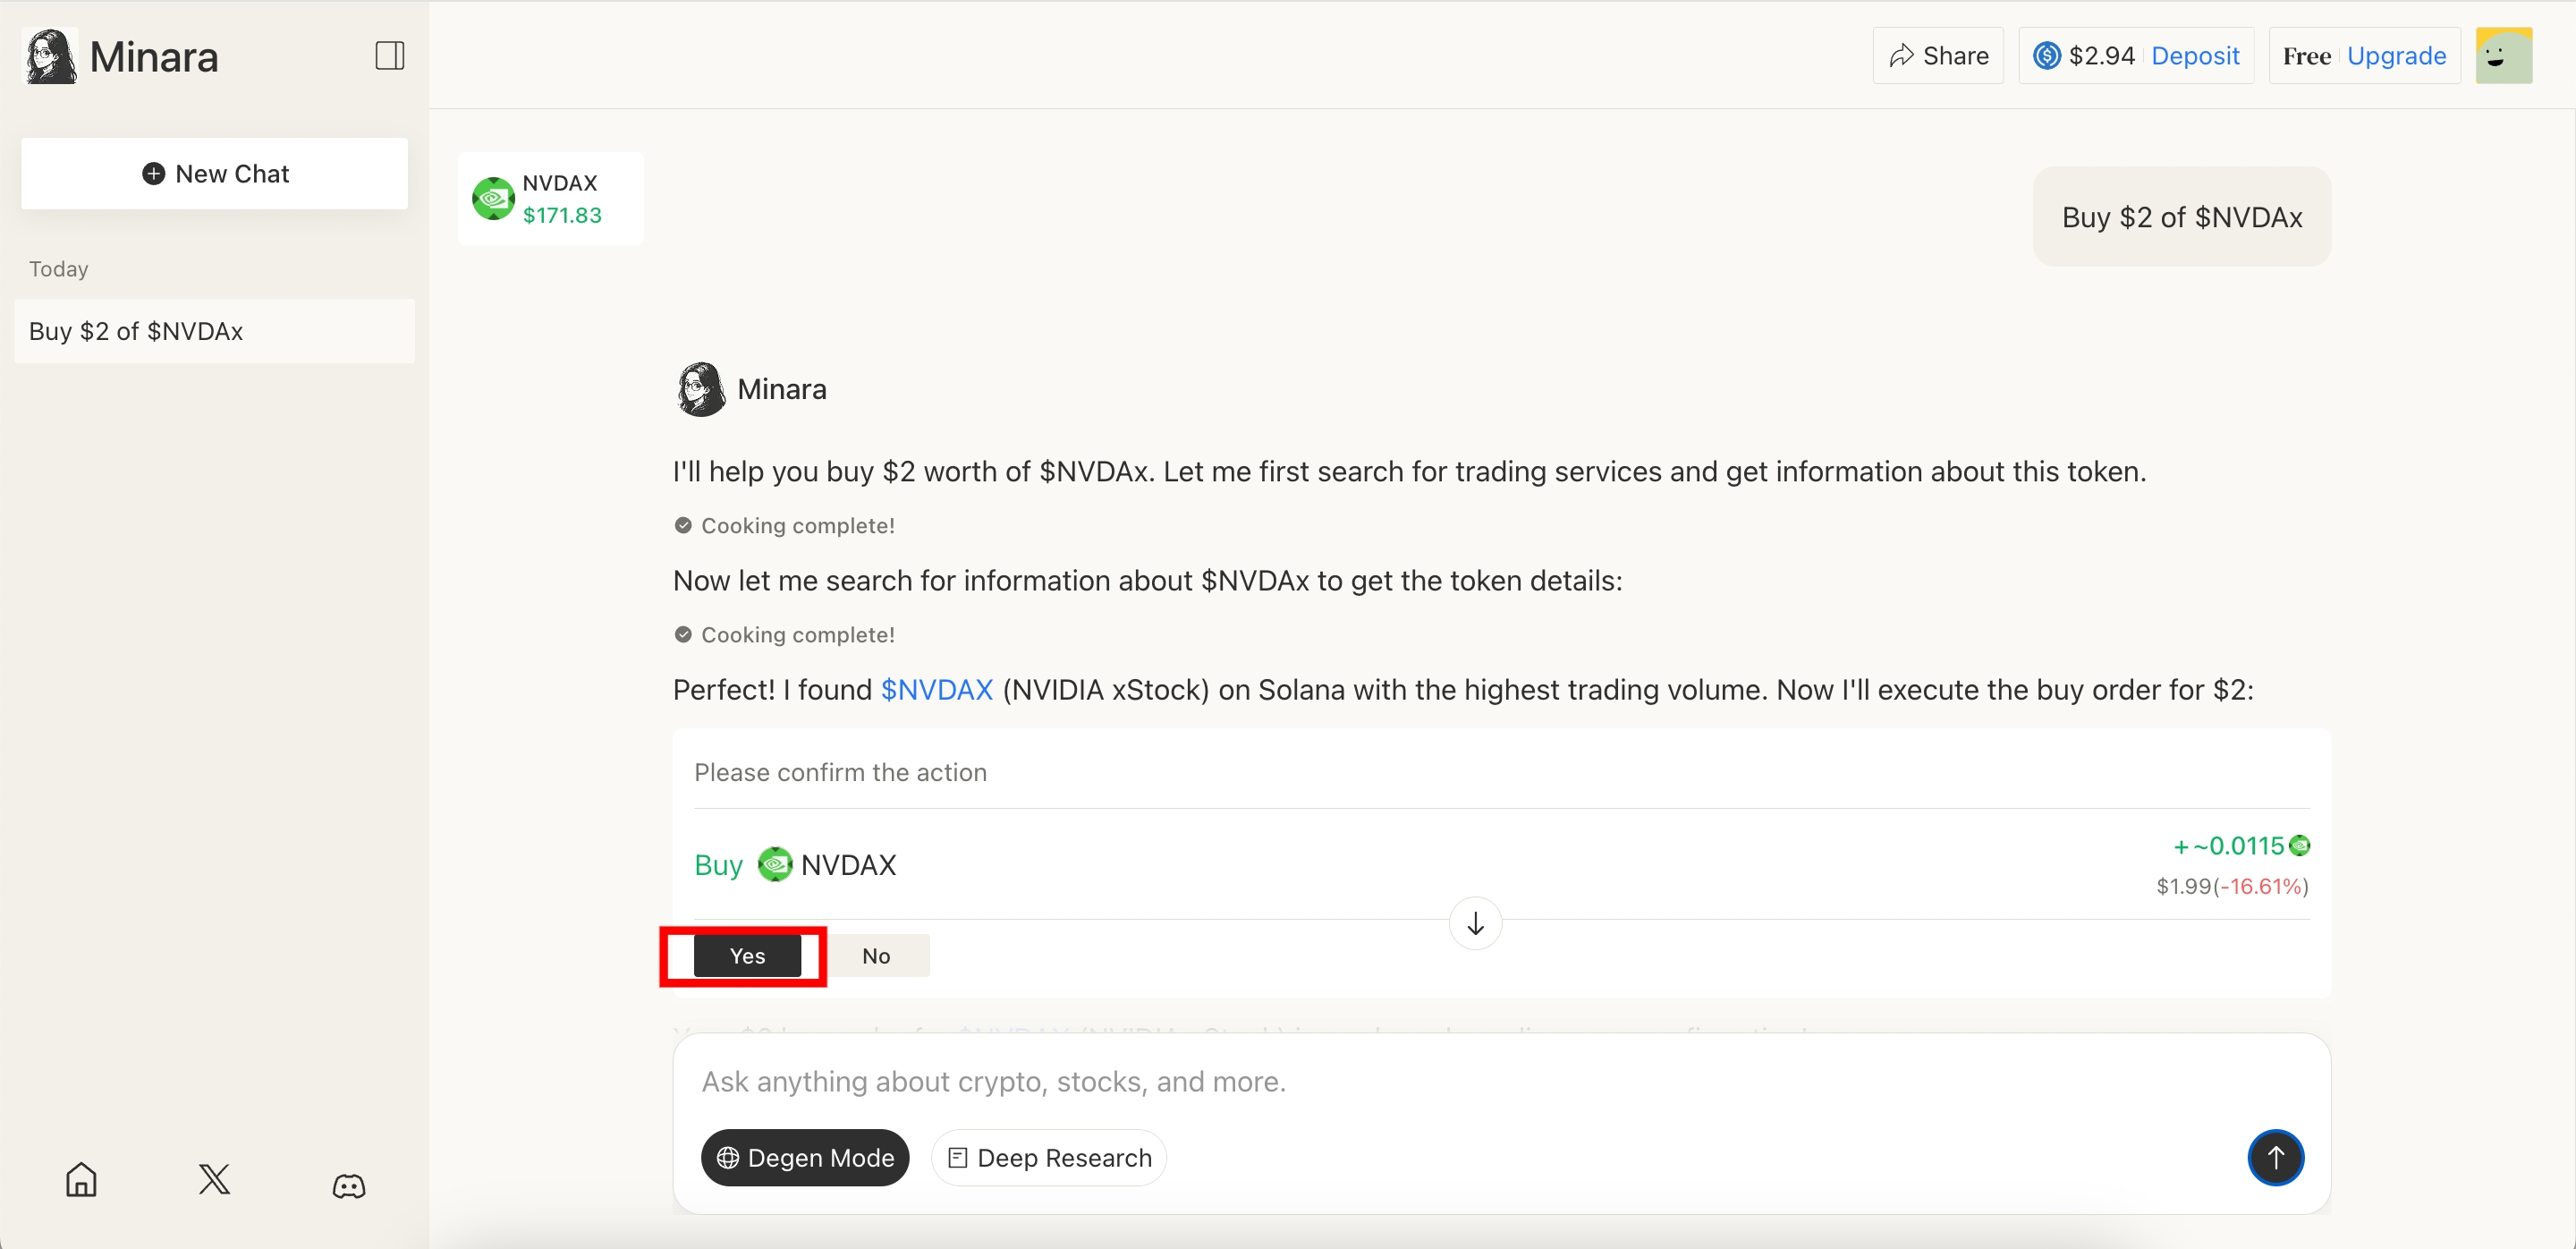 Minara
Share
$2.94 Deposit
Free Upgrade
New Chat
Today
Buy $2 of $NVDAx
NVDAX
$171.83
Buy $2 of $NVDAx
Minara
I'll help you buy $2 worth of $NVDAx. Let me first search for trading services and get information about this token.
Cooking complete!
Now let me search for information about $NVDAx to get the token details:
Cooking complete!
Perfect! I found $NVDAX (NVIDIA xStock) on Solana with the highest trading volume. Now I'll execute the buy order for $2:
Please confirm the action
Buy NVDAX
+~0.0115
$1.99(-16.61%)
Yes
No
Ask anything about crypto, stocks, and more.
Degen Mode
Deep Research